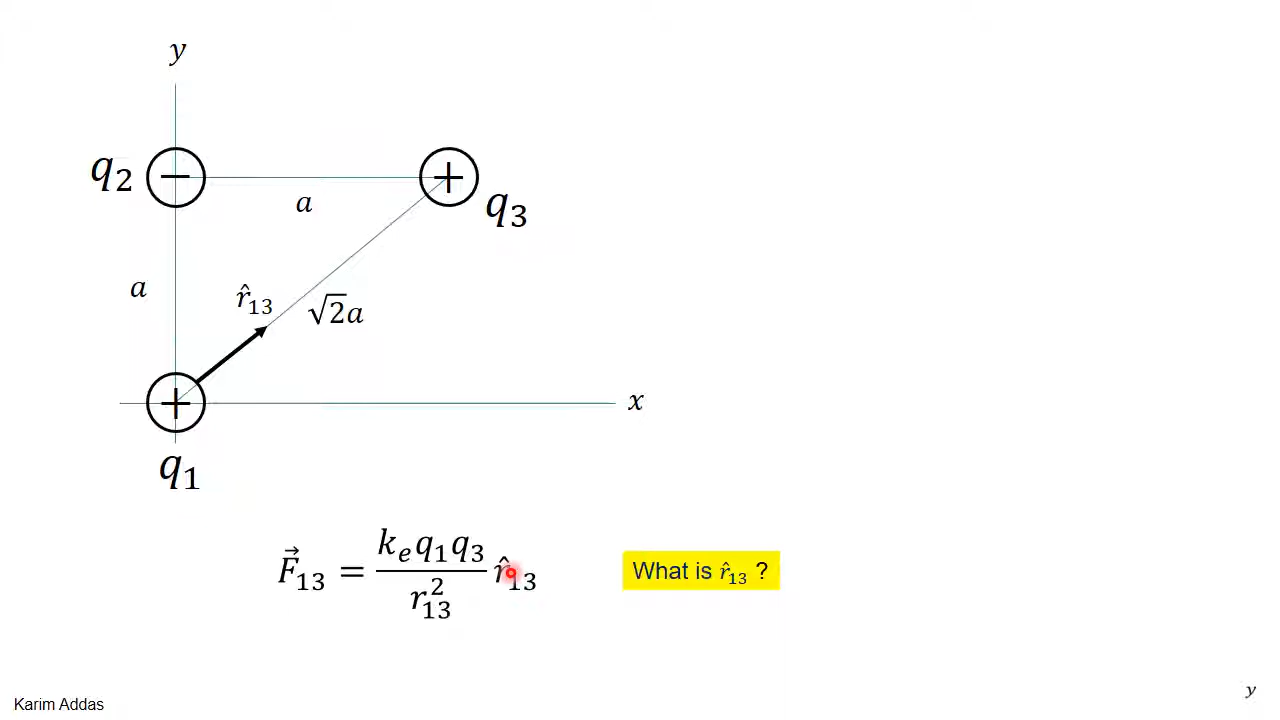 y
q₂
−
+
a
q₃
a
r̂₁₃
√2a
+
x
q₁
F⃗₁₃ = kₑq₁q₃ / r₁₃² r̂₁₃
What is r̂₁₃ ?
Karim Addas
y